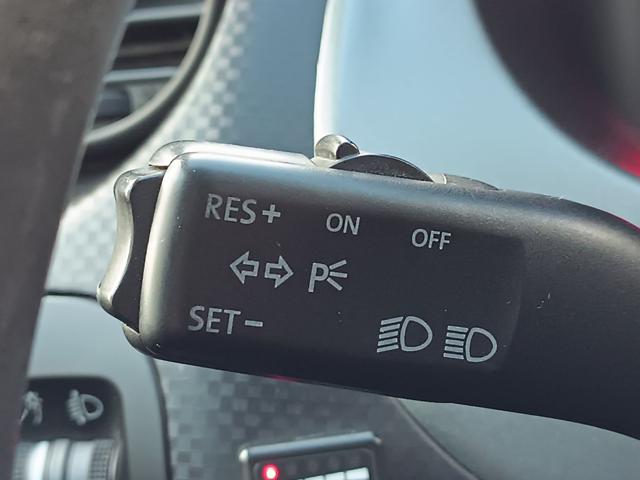 RES+ ON OFF
P
SET-